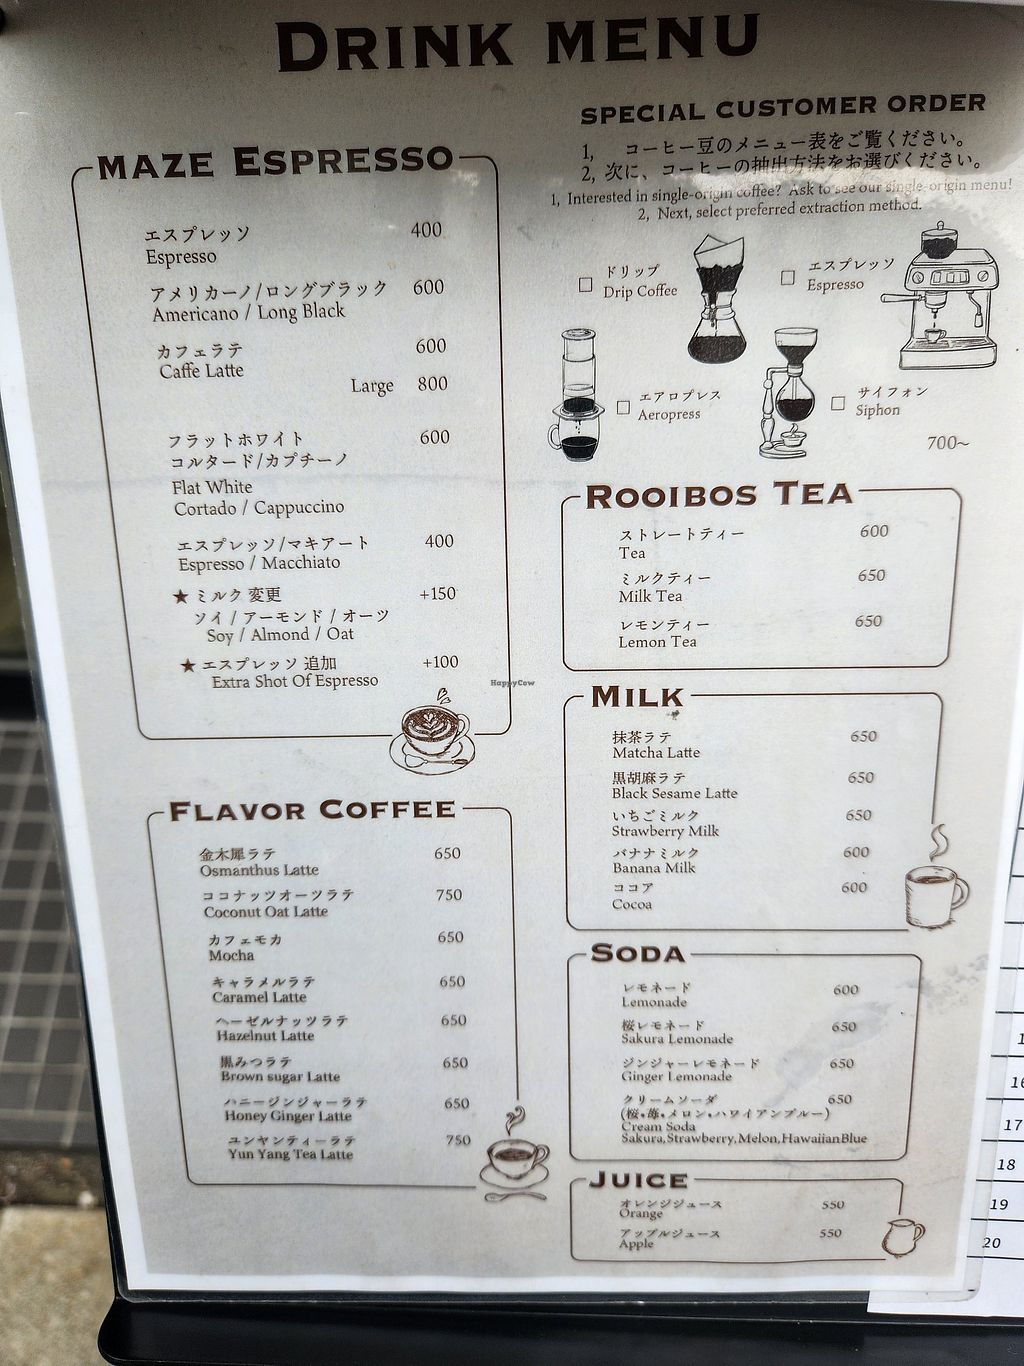 DRINK MENU
SPECIAL CUSTOMER ORDER
1, コーヒー豆のメニュー表をご覧ください。
2, 次に、コーヒーの抽出方法をお選びください。
1, Interested in single-origin coffee? Ask to see our single-origin menu!
2, Next, select preferred extraction method.
ドリップ
Drip Coffee
エスプレッソ
Espresso
エアロプレス
Aeropress
サイフォン
Siphon
700~
MAZE ESPRESSO
エスプレッソ 400
Espresso
アメリカーノ/ロングブラック 600
Americano / Long Black
カフェラテ 600
Caffe Latte
Large 800
フラットホワイト 600
コルタード/カプチーノ
Flat White
Cortado / Cappuccino
エスプレッソ/マキアート 400
Espresso / Macchiato
★ ミルク 変更 +150
ソイ / アーモンド / オーツ
Soy / Almond / Oat
★ エスプレッソ 追加 +100
Extra Shot Of Espresso
FLAVOR COFFEE
金木犀ラテ 650
Osmanthus Latte
ココナッツオーツラテ 750
Coconut Oat Latte
カフェモカ 650
Mocha
キャラメルラテ 650
Caramel Latte
ヘーゼルナッツラテ 650
Hazelnut Latte
黒みつラテ 650
Brown sugar Latte
ハニージンジャーラテ 650
Honey Ginger Latte
ユンヤンティーラテ 750
Yun Yang Tea Latte
ROOIBOS TEA
ストレートティー 600
Tea
ミルクティー 650
Milk Tea
レモンティー 650
Lemon Tea
MILK
抹茶ラテ 650
Matcha Latte
黒胡麻ラテ 650
Black Sesame Latte
いちごミルク 650
Strawberry Milk
バナナミルク 600
Banana Milk
ココア 600
Cocoa
SODA
レモネード 600
Lemonade
桜レモネード 650
Sakura Lemonade
ジンジャーレモネード 650
Ginger Lemonade
クリームソーダ 650
(桜・苺・メロン・ハワイアンブルー)
Cream Soda
Sakura,Strawberry,Melon,HawaiianBlue
JUICE
オレンジジュース 550
Orange
アップルジュース 550
Apple
HappyCow
16
17
18
19
20